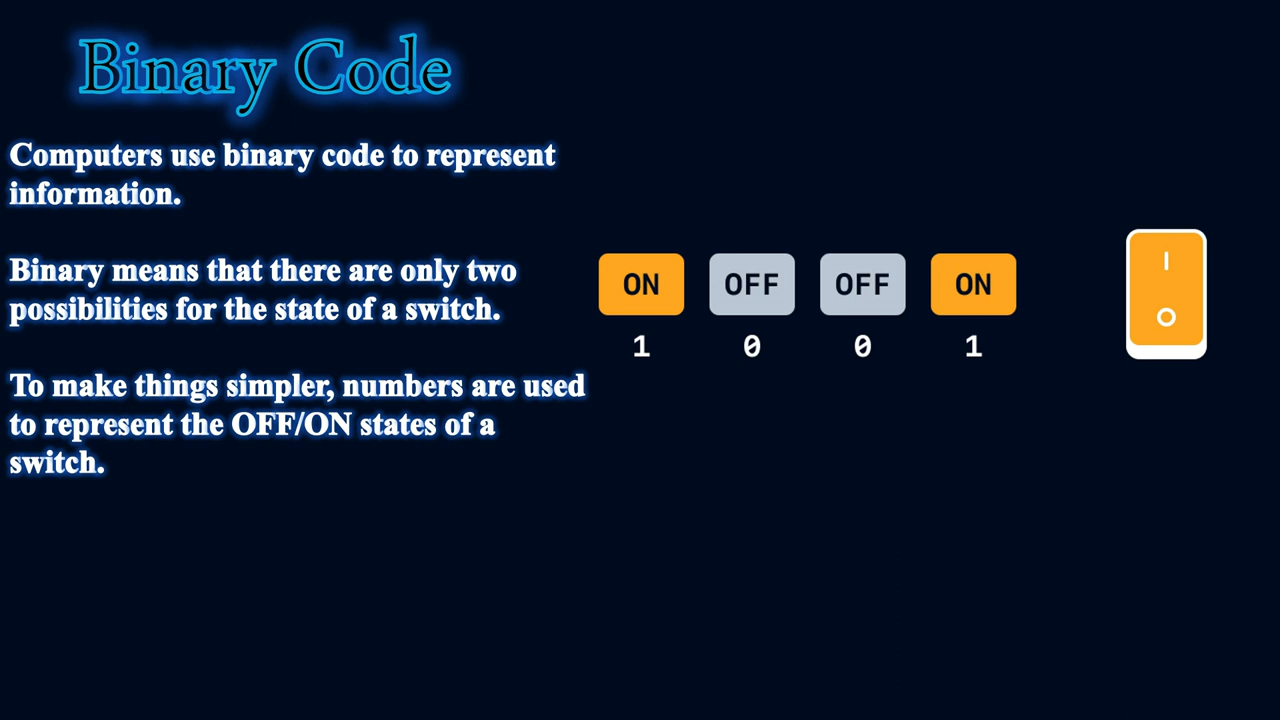 Binary Code
Computers use binary code to represent
information.
Binary means that there are only two
possibilities for the state of a switch.
To make things simpler, numbers are used
to represent the OFF/ON states of a
switch.
ON OFF OFF ON
1 0 0 1
I
O